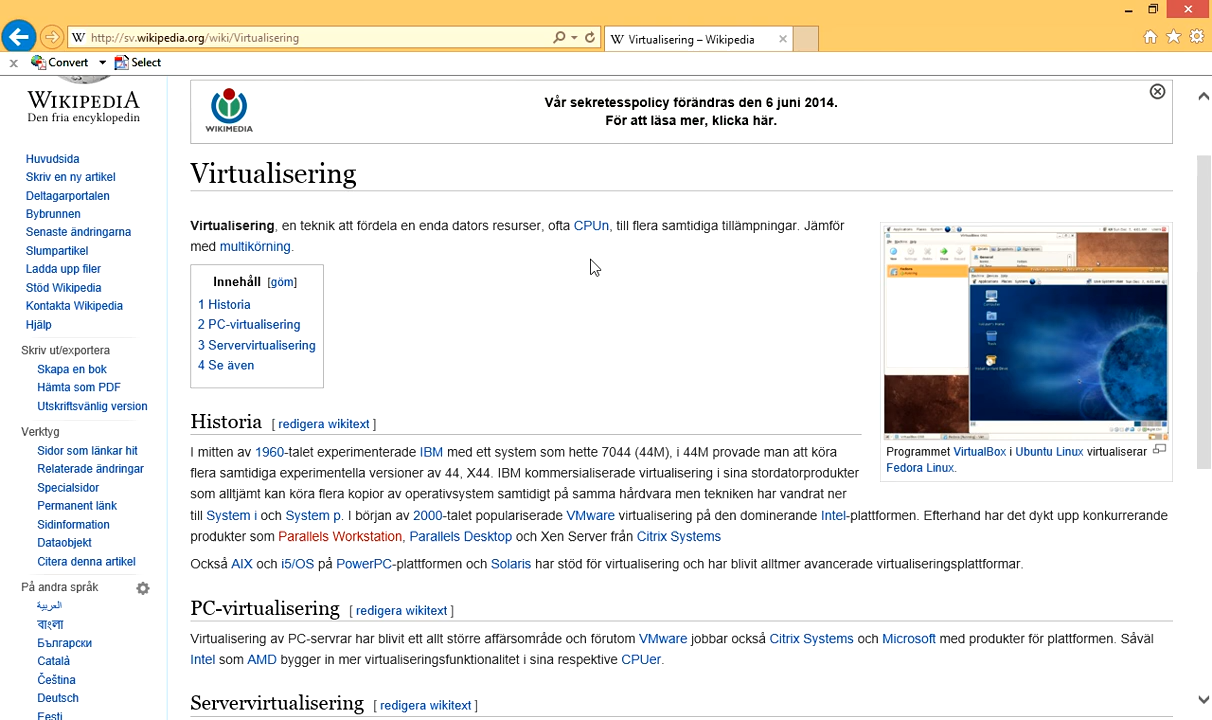 http://sv.wikipedia.org/wiki/Virtualisering
W Virtualisering – Wikipedia
x Convert Select
WIKIPEDIA
Den fria encyklopedin
Huvudsida
Skriv en ny artikel
Deltagarportalen
Bybrunnen
Senaste ändringarna
Slumpartikel
Ladda upp filer
Stöd Wikipedia
Kontakta Wikipedia
Hjälp
Skriv ut/exportera
Skapa en bok
Hämta som PDF
Utskriftsvänlig version
Verktyg
Sidor som länkar hit
Relaterade ändringar
Specialsidor
Permanent länk
Sidinformation
Dataobjekt
Citera denna artikel
På andra språk
العربية
বাংলা
Български
Català
Čeština
Deutsch
Eesti
WIKIMEDIA
Vår sekretesspolicy förändras den 6 juni 2014.
För att läsa mer, klicka här.
Virtualisering
Virtualisering, en teknik att fördela en enda dators resurser, ofta CPUn, till flera samtidiga tillämpningar. Jämför
med multikörning.
Innehåll [göm]
1 Historia
2 PC-virtualisering
3 Servervirtualisering
4 Se även
Programmet VirtualBox i Ubuntu Linux virtualiserar
Fedora Linux.
Historia [ redigera wikitext ]
I mitten av 1960-talet experimenterade IBM med ett system som hette 7044 (44M), i 44M provade man att köra
flera samtidiga experimentella versioner av 44, X44. IBM kommersialiserade virtualisering i sina stordatorprodukter
som alltjämt kan köra flera kopior av operativsystem samtidigt på samma hårdvara men tekniken har vandrat ner
till System i och System p. I början av 2000-talet populariserade VMware virtualisering på den dominerande Intel-plattformen. Efterhand har det dykt upp konkurrerande
produkter som Parallels Workstation, Parallels Desktop och Xen Server från Citrix Systems
Också AIX och i5/OS på PowerPC-plattformen och Solaris har stöd för virtualisering och har blivit alltmer avancerade virtualiseringsplattformar.
PC-virtualisering [ redigera wikitext ]
Virtualisering av PC-servrar har blivit ett allt större affärsområde och förutom VMware jobbar också Citrix Systems och Microsoft med produkter för plattformen. Såväl
Intel som AMD bygger in mer virtualiseringsfunktionalitet i sina respektive CPUer.
Servervirtualisering [ redigera wikitext ]